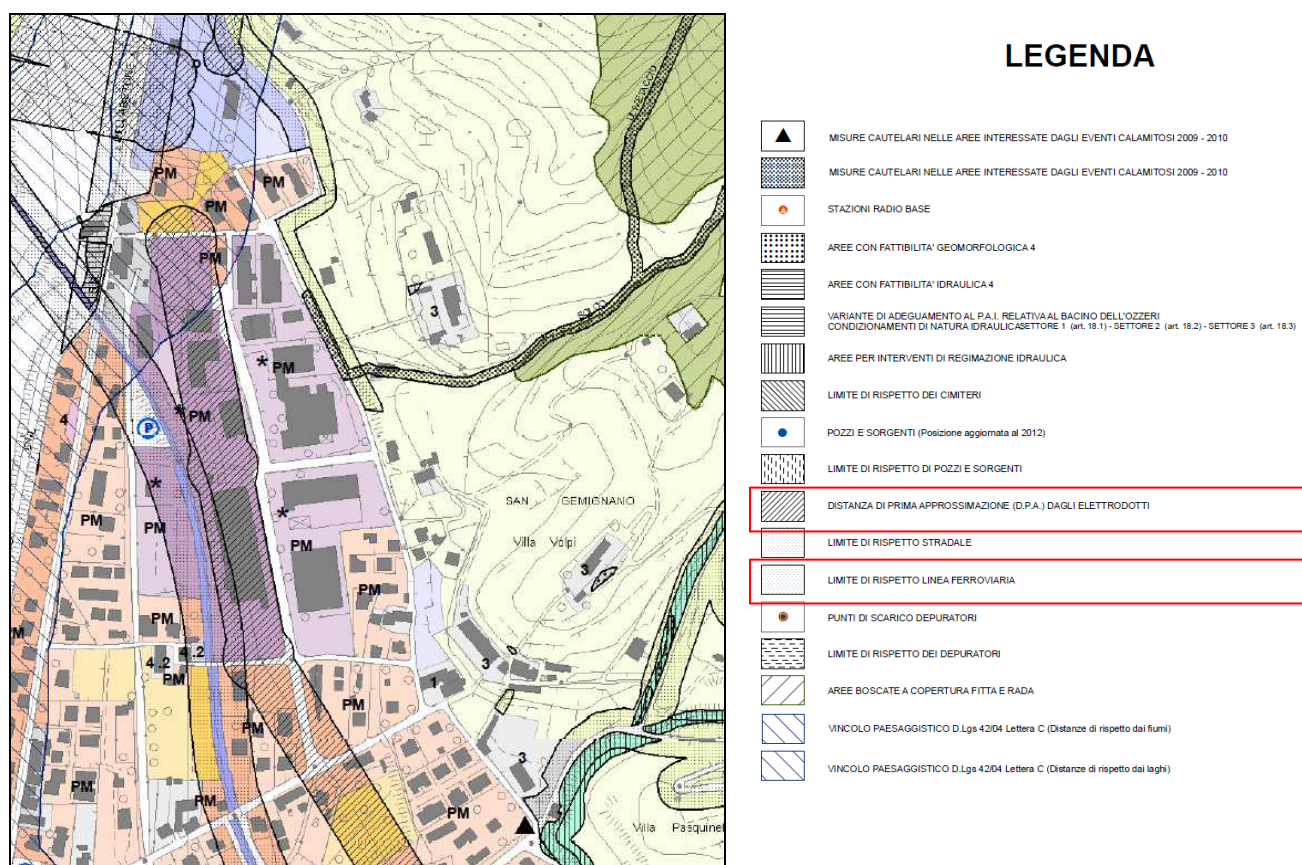 LEGENDA
MISURE CAUTELARI NELLE AREE INTERESSATE DAGLI EVENTI CALAMITOSI 2009 - 2010
MISURE CAUTELARI NELLE AREE INTERESSATE DAGLI EVENTI CALAMITOSI 2009 - 2010
STAZIONI RADIO BASE
AREE CON FATTIBILITA' GEOMORFOLOGICA 4
AREE CON FATTIBILITA' IDRAULICA 4
VARIANTE DI ADEGUAMENTO AL P.A.I. RELATIVA AL BACINO DELL'OZZERI
CONDIZIONAMENTI DI NATURA IDRAULICASETTORE 1 (art. 18.1) - SETTORE 2 (art. 18.2) - SETTORE 3 (art. 18.3)
AREE PER INTERVENTI DI REGIMAZIONE IDRAULICA
LIMITE DI RISPETTO DEI CIMITERI
POZZI E SORGENTI (Posizione aggiornata al 2012)
LIMITE DI RISPETTO DI POZZI E SORGENTI
DISTANZA DI PRIMA APPROSSIMAZIONE (D.P.A.) DAGLI ELETTRODOTTI
LIMITE DI RISPETTO STRADALE
LIMITE DI RISPETTO LINEA FERROVIARIA
PUNTI DI SCARICO DEPURATORI
LIMITE DI RISPETTO DEI DEPURATORI
AREE BOSCATE A COPERTURA FITTA E RADA
VINCOLO PAESAGGISTICO D.Lgs 42/04 Lettera C (Distanze di rispetto dai fiumi)
VINCOLO PAESAGGISTICO D.Lgs 42/04 Lettera C (Distanze di rispetto dai laghi)
PM
PM
PM
PM
3
* PM
* PM
4
P
*
PM
PM
*
PM
SAN GEMIGNANO
Villa Volpi
3
PM
PM
M
4.2
4.2
PM
3
1
PM
PM
3
PM
PM
PM
Villa Pasquinel